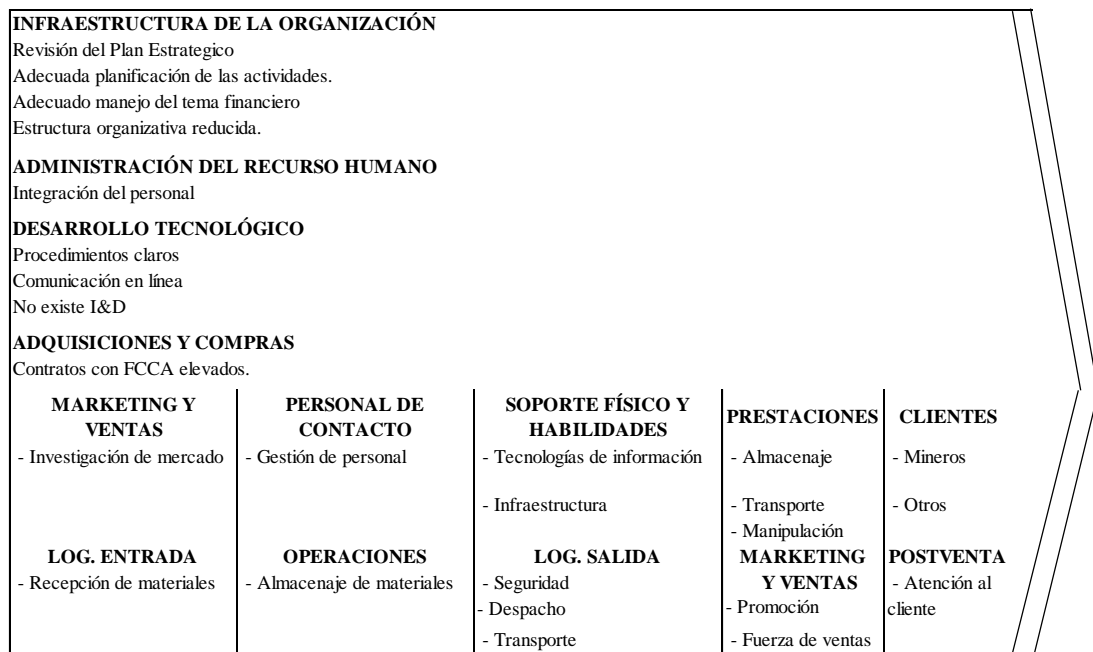 INFRAESTRUCTURA DE LA ORGANIZACIÓN
Revisión del Plan Estrategico
Adecuada planificación de las actividades.
Adecuado manejo del tema financiero
Estructura organizativa reducida.
ADMINISTRACIÓN DEL RECURSO HUMANO
Integración del personal
DESARROLLO TECNOLÓGICO
Procedimientos claros
Comunicación en línea
No existe I&D
ADQUISICIONES Y COMPRAS
Contratos con FCCA elevados.
MARKETING Y
VENTAS
- Investigación de mercado
PERSONAL DE
CONTACTO
- Gestión de personal
SOPORTE FÍSICO Y
HABILIDADES
- Tecnologías de información
- Infraestructura
PRESTACIONES
- Almacenaje
- Transporte
- Manipulación
CLIENTES
- Mineros
- Otros
LOG. ENTRADA
- Recepción de materiales
OPERACIONES
- Almacenaje de materiales
LOG. SALIDA
- Seguridad
- Despacho
- Transporte
MARKETING
Y VENTAS
- Promoción
- Fuerza de ventas
POSTVENTA
- Atención al
cliente